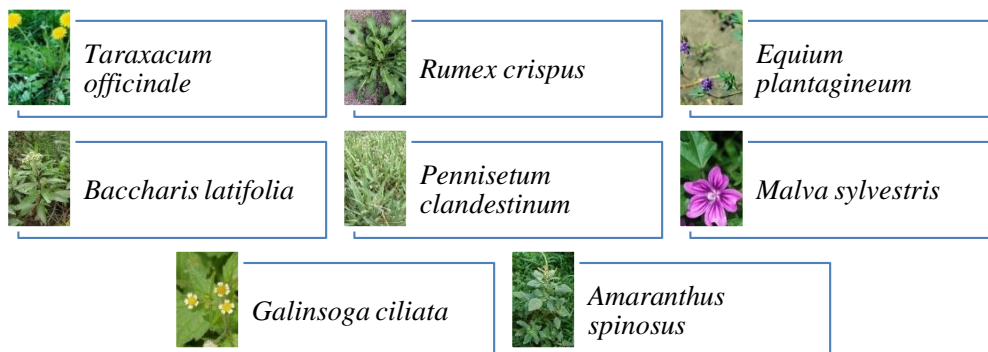 Taraxacum
officinale
Rumex crispus
Equium
plantagineum
Baccharis latifolia
Pennisetum
clandestinum
Malva sylvestris
Galinsoga ciliata
Amaranthus
spinosus